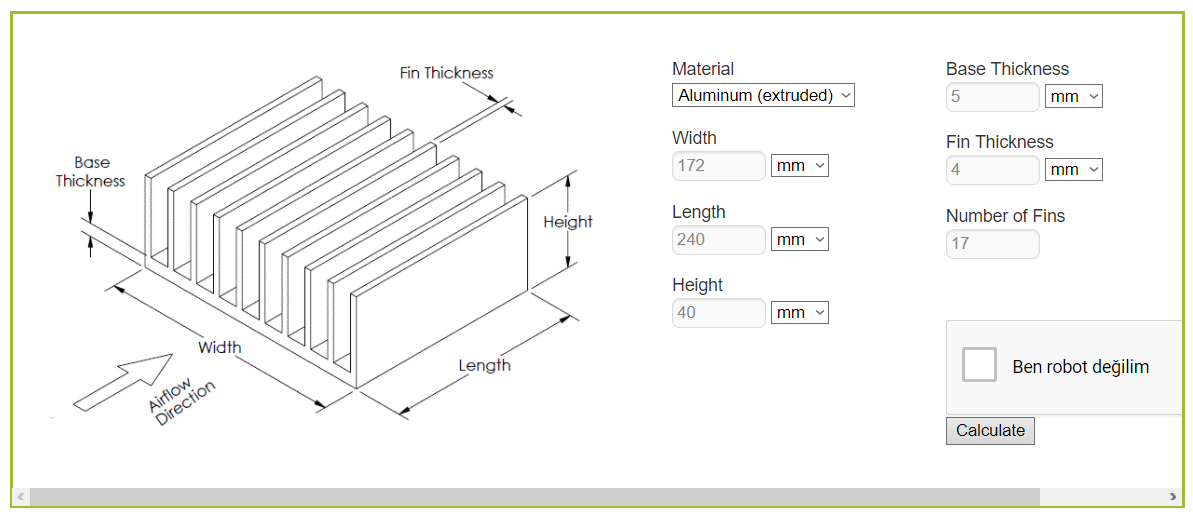 Fin Thickness
Base
Thickness
Height
Width
Length
Airflow
Direction
Material
Aluminum (extruded)
Width
172 mm
Length
240 mm
Height
40 mm
Base Thickness
5 mm
Fin Thickness
4 mm
Number of Fins
17
Ben robot değilim
Calculate